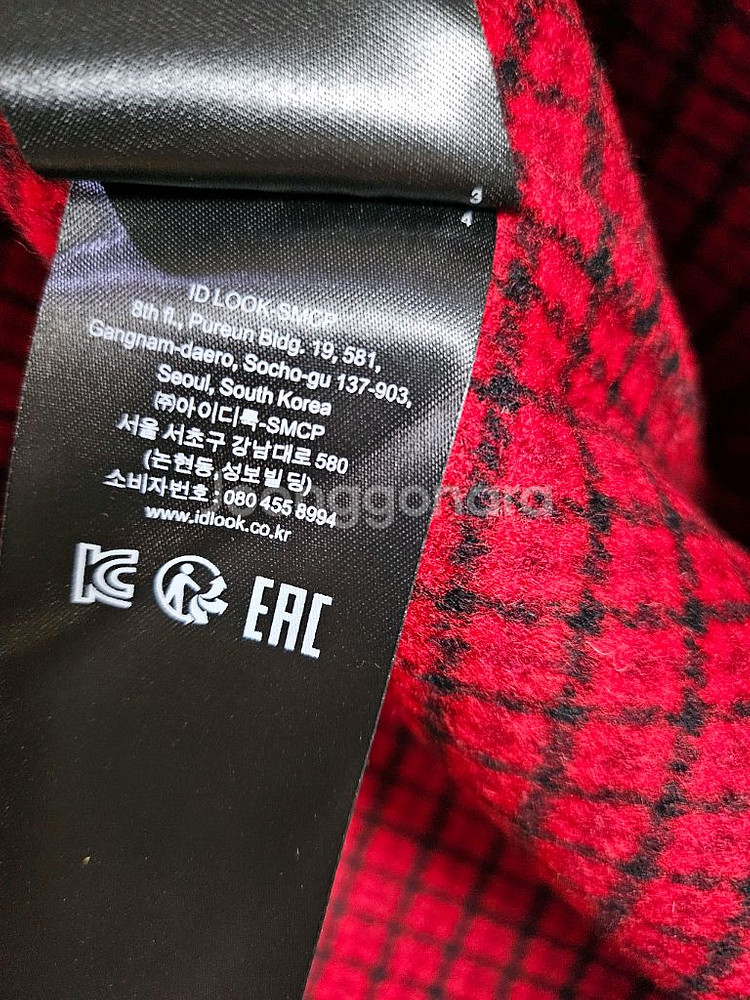 3
4
ID LOOK-SMCP
8th fl., Pureun Bldg. 19, 581,
Gangnam-daero, Socho-gu 137-903,
Seoul, South Korea
㈜아이디룩-SMCP
서울 서초구 강남대로 580
(논현동 성보빌딩)
소비자번호: 080 455 8994
www.idlook.co.kr
KC EAC
joonggonara